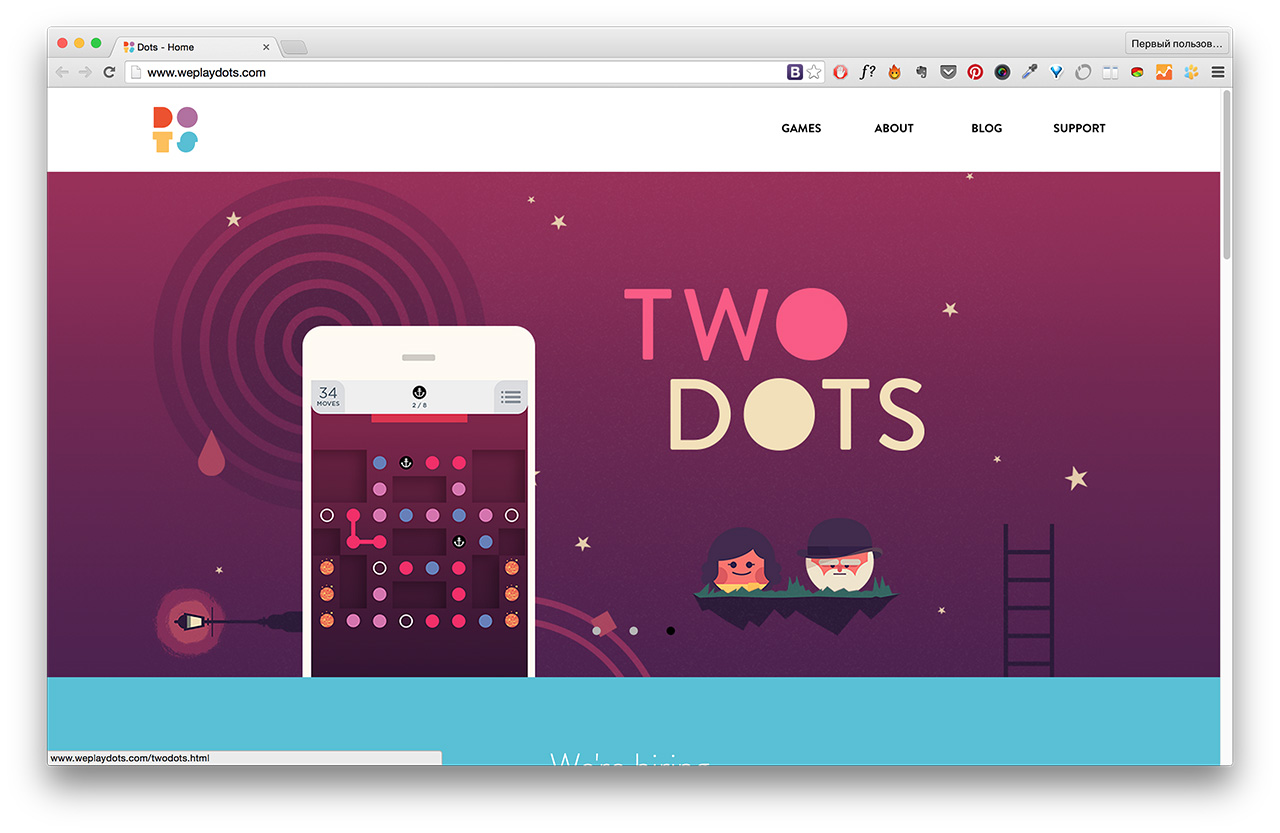 Dots - Home
Первый пользов...
www.weplaydots.com
B
f?
DOTS
GAMES
ABOUT
BLOG
SUPPORT
TWO
DOTS
34
MOVES
2 / 8
We're hiring
www.weplaydots.com/twodots.html